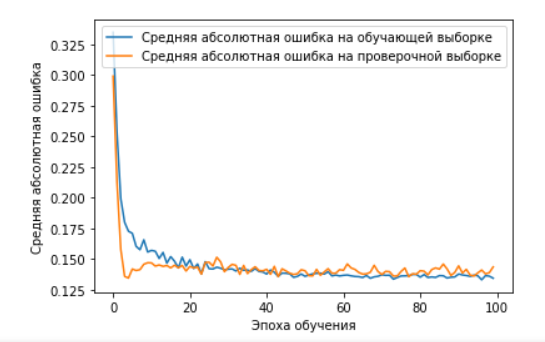 Средняя абсолютная ошибка на обучающей выборке
Средняя абсолютная ошибка на проверочной выборке
Средняя абсолютная ошибка
0.325
0.300
0.275
0.250
0.225
0.200
0.175
0.150
0.125
0 20 40 60 80 100
Эпоха обучения